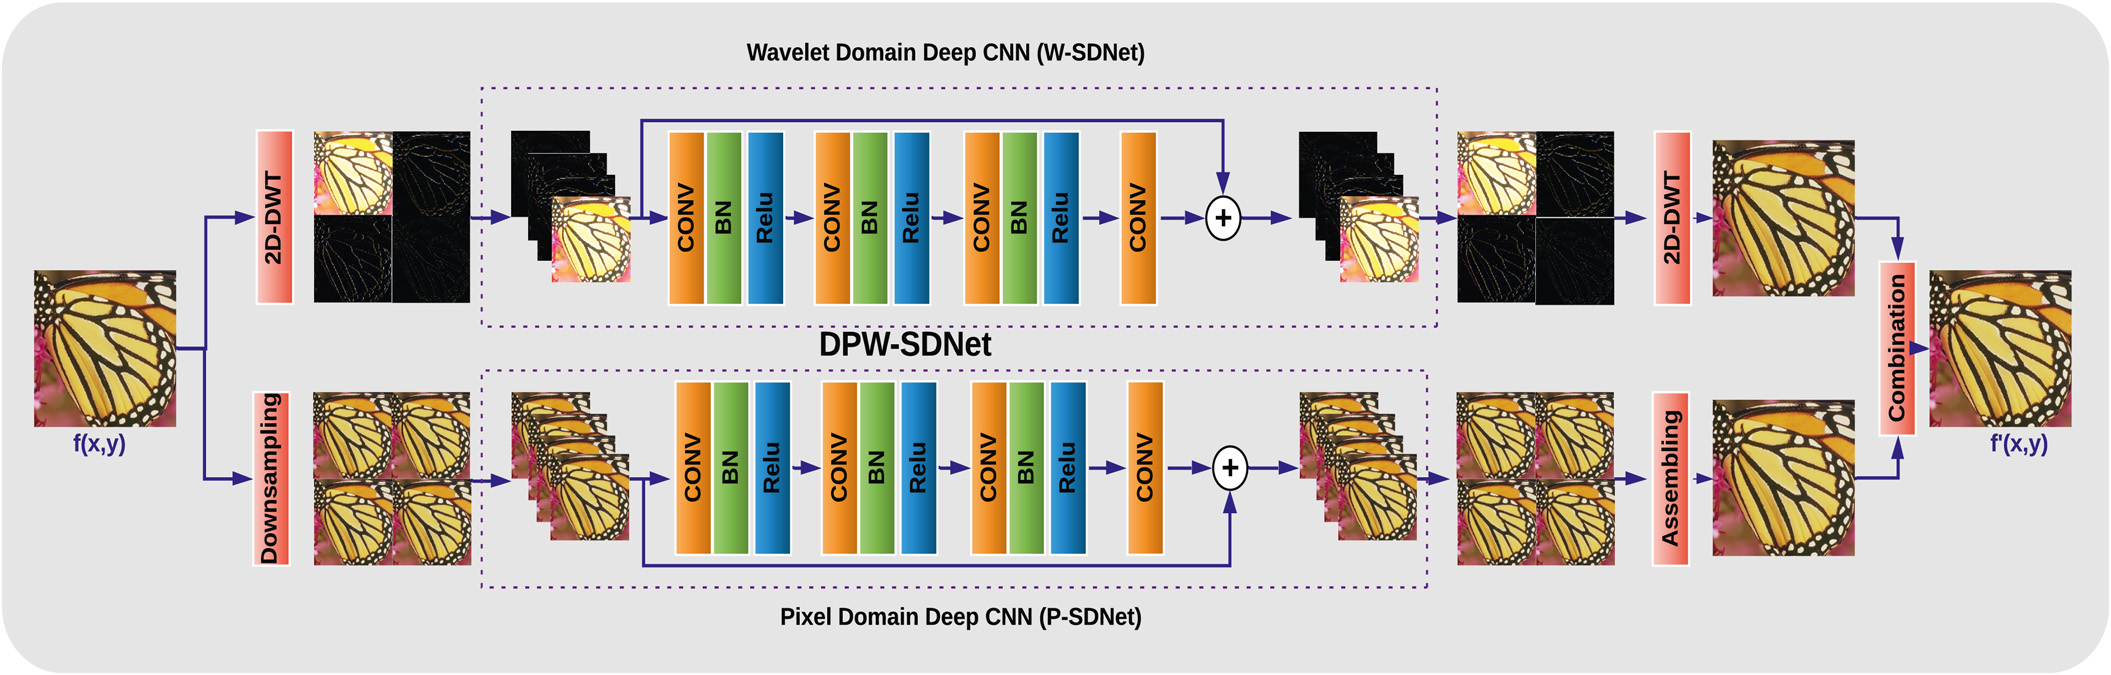 Wavelet Domain Deep CNN (W-SDNet)
2D-DWT
CONV
BN
Relu
CONV
BN
Relu
CONV
BN
Relu
CONV
+
2D-DWT
f(x,y)
DPW-SDNet
Combination
f'(x,y)
Downsampling
CONV
BN
Relu
CONV
BN
Relu
CONV
BN
Relu
CONV
+
Assembling
Pixel Domain Deep CNN (P-SDNet)